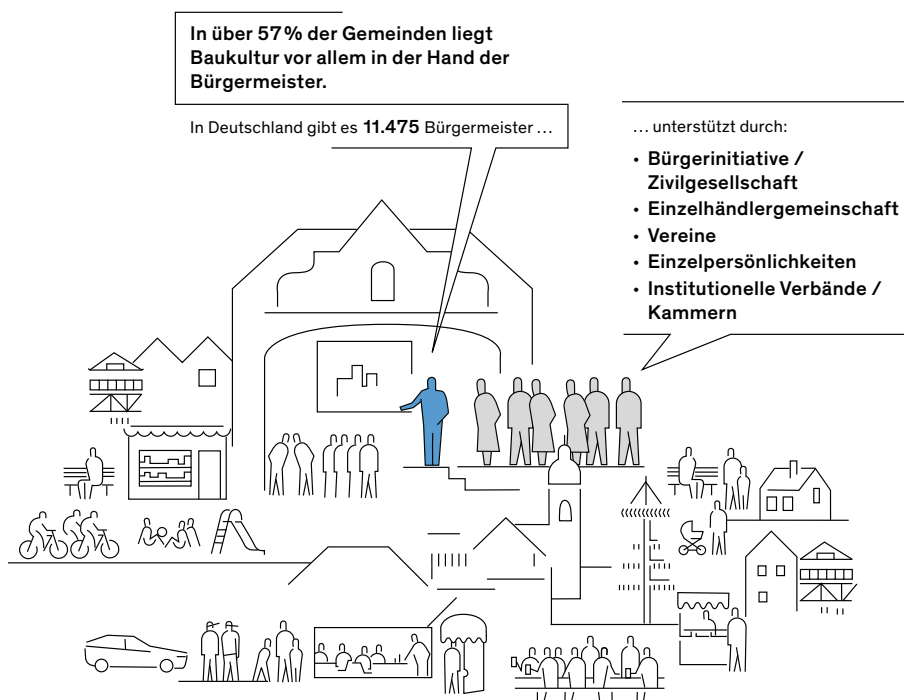 In über 57 % der Gemeinden liegt
Baukultur vor allem in der Hand der
Bürgermeister.
In Deutschland gibt es 11.475 Bürgermeister …
… unterstützt durch:
• Bürgerinitiative /
Zivilgesellschaft
• Einzelhändlergemeinschaft
• Vereine
• Einzelpersönlichkeiten
• Institutionelle Verbände /
Kammern